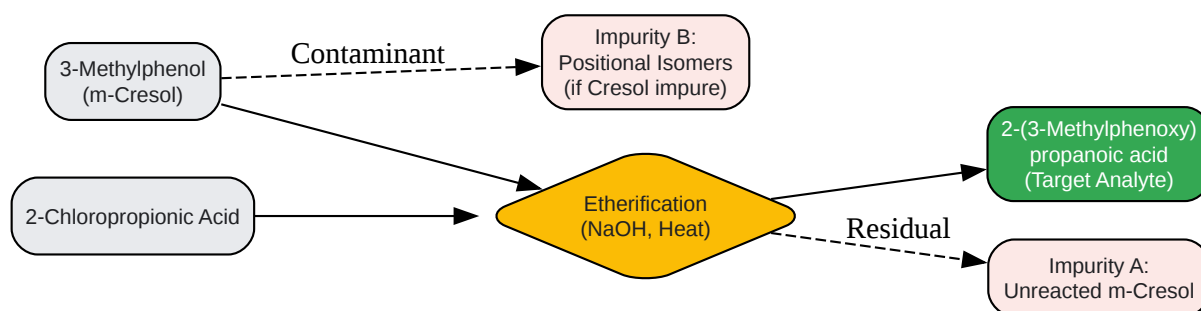 3-Methylphenol
(m-Cresol)
Contaminant
Impurity B:
Positional Isomers
(if Cresol impure)
2-Chloropropionic Acid
Etherification
(NaOH, Heat)
2-(3-Methylphenoxy)
propanoic acid
(Target Analyte)
Residual
Impurity A:
Unreacted m-Cresol